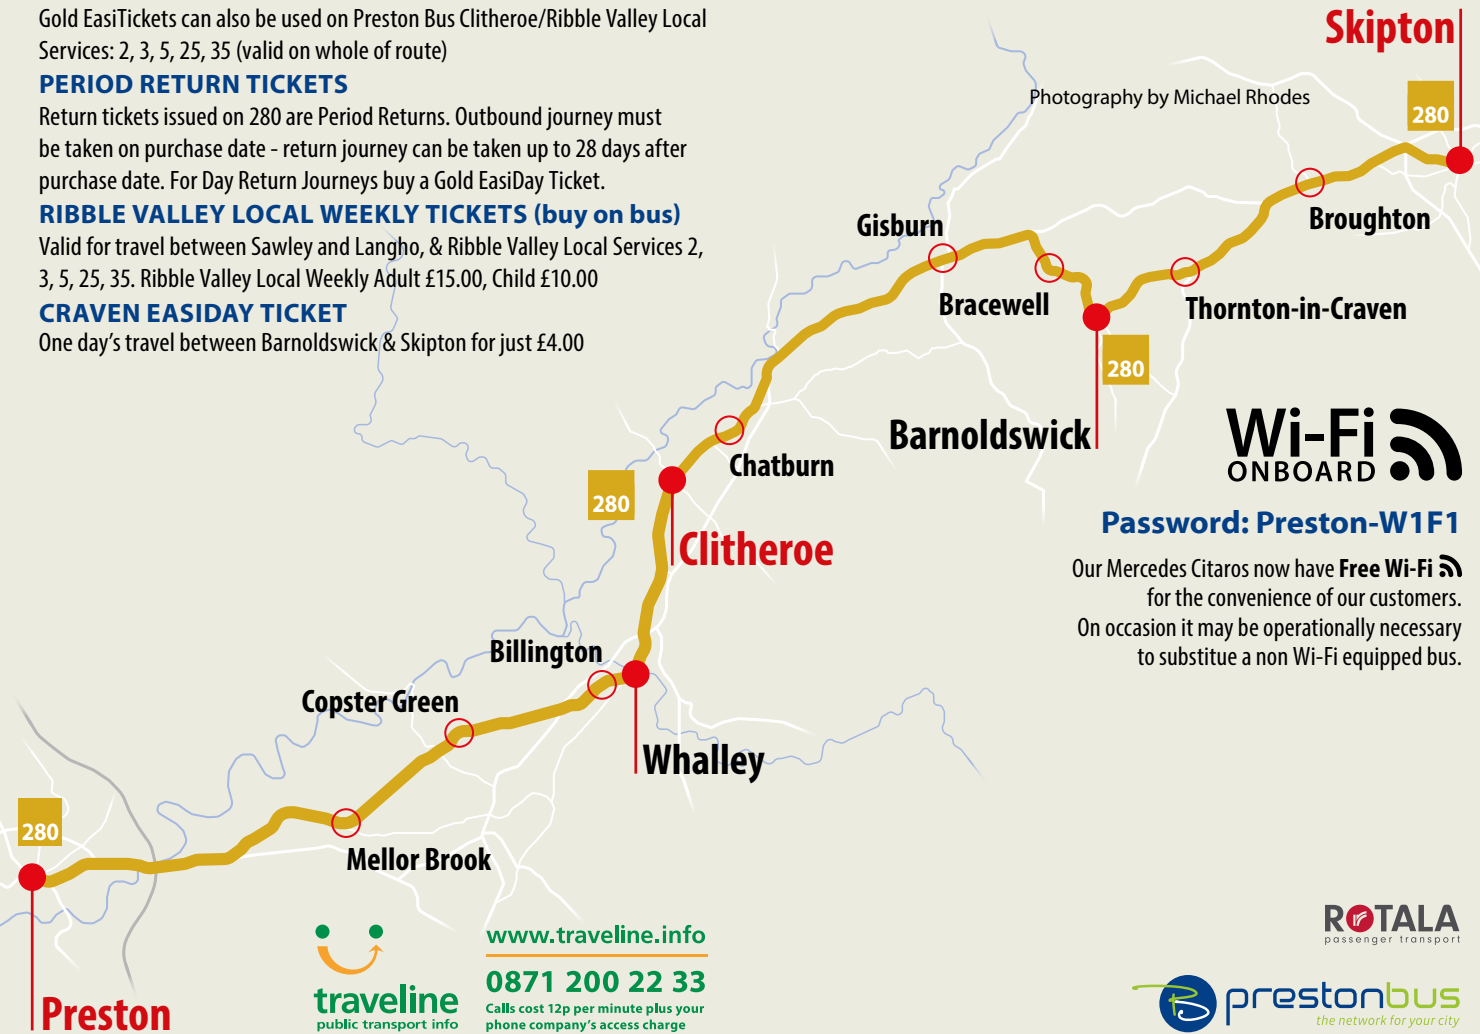 Gold EasiTickets can also be used on Preston Bus Clitheroe/Ribble Valley Local
Services: 2, 3, 5, 25, 35 (valid on whole of route)
PERIOD RETURN TICKETS
Return tickets issued on 280 are Period Returns. Outbound journey must
be taken on purchase date - return journey can be taken up to 28 days after
purchase date. For Day Return Journeys buy a Gold EasiDay Ticket.
RIBBLE VALLEY LOCAL WEEKLY TICKETS (buy on bus)
Valid for travel between Sawley and Langho, & Ribble Valley Local Services 2,
3, 5, 25, 35. Ribble Valley Local Weekly Adult £15.00, Child £10.00
CRAVEN EASIDAY TICKET
One day's travel between Barnoldswick & Skipton for just £4.00
Skipton
Photography by Michael Rhodes
280
Broughton
Gisburn
Bracewell
Thornton-in-Craven
280
Barnoldswick
Chatburn
280
Clitheroe
Wi-Fi
ONBOARD
Password: Preston-W1F1
Our Mercedes Citaros now have Free Wi-Fi
for the convenience of our customers.
On occasion it may be operationally necessary
to substitue a non Wi-Fi equipped bus.
Billington
Copster Green
Whalley
280
Mellor Brook
Preston
traveline
public transport info
www.traveline.info
0871 200 22 33
Calls cost 12p per minute plus your
phone company's access charge
ROTALA
passenger transport
prestonbus
the network for your city